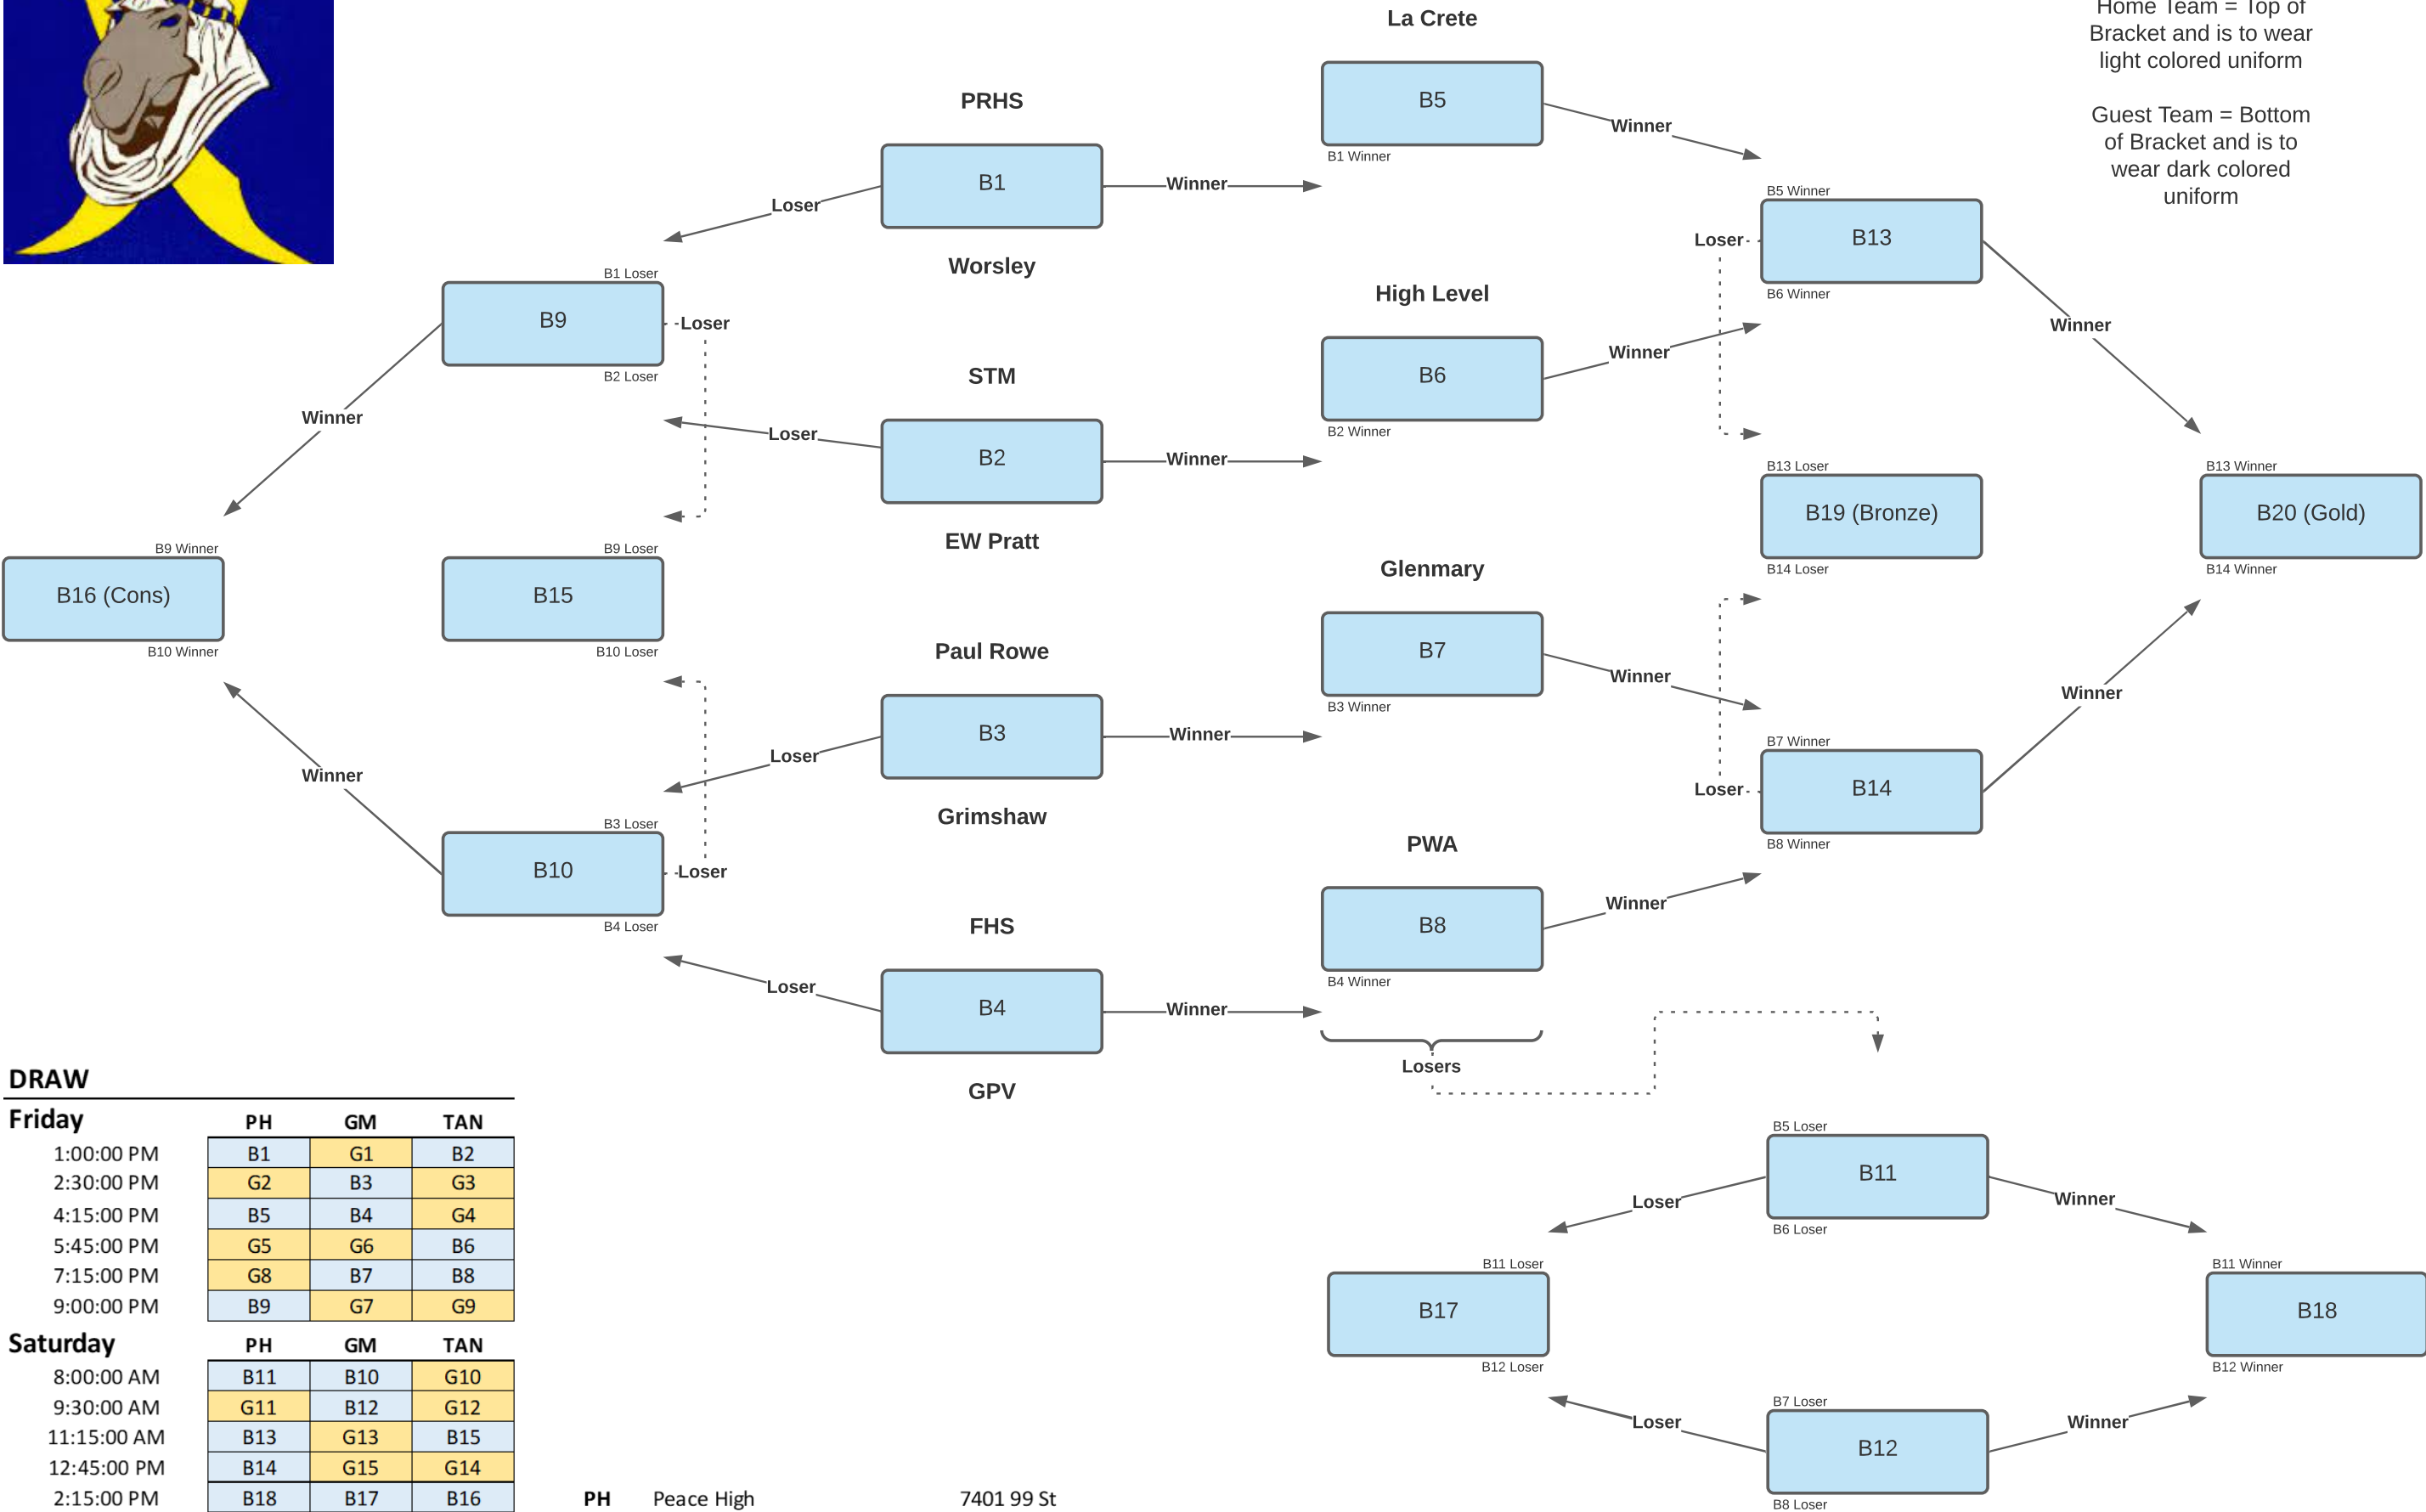 La Crete
Home Team = Top of
Bracket and is to wear
light colored uniform
Guest Team = Bottom
of Bracket and is to
wear dark colored
uniform
PRHS
B5
B1 Winner
Winner
B1
Winner
Loser
Worsley
B5 Winner
B13
B6 Winner
Loser
Winner
B1 Loser
B9
B2 Loser
Loser
Winner
High Level
B6
B2 Winner
Winner
STM
B2
Loser
Winner
EW Pratt
B13 Loser
B19 (Bronze)
B14 Loser
B13 Winner
B20 (Gold)
B14 Winner
B9 Winner
B16 (Cons)
B10 Winner
B9 Loser
B15
B10 Loser
Glenmary
B7
B3 Winner
Winner
Paul Rowe
B3
Loser
Winner
Grimshaw
B7 Winner
B14
B8 Winner
Loser
Winner
Winner
B3 Loser
B10
B4 Loser
Loser
PWA
B8
B4 Winner
Winner
FHS
B4
Loser
Winner
GPV
Losers
B5 Loser
B11
B6 Loser
Loser
Winner
B11 Loser
B17
B12 Loser
B11 Winner
B18
B12 Winner
B7 Loser
B12
B8 Loser
Loser
Winner
DRAW
Friday PH GM TAN
1:00:00 PM B1 G1 B2
2:30:00 PM G2 B3 G3
4:15:00 PM B5 B4 G4
5:45:00 PM G5 G6 B6
7:15:00 PM G8 B7 B8
9:00:00 PM B9 G7 G9
Saturday PH GM TAN
8:00:00 AM B11 B10 G10
9:30:00 AM G11 B12 G12
11:15:00 AM B13 G13 B15
12:45:00 PM B14 G15 G14
2:15:00 PM B18 B17 B16
PH Peace High 7401 99 St